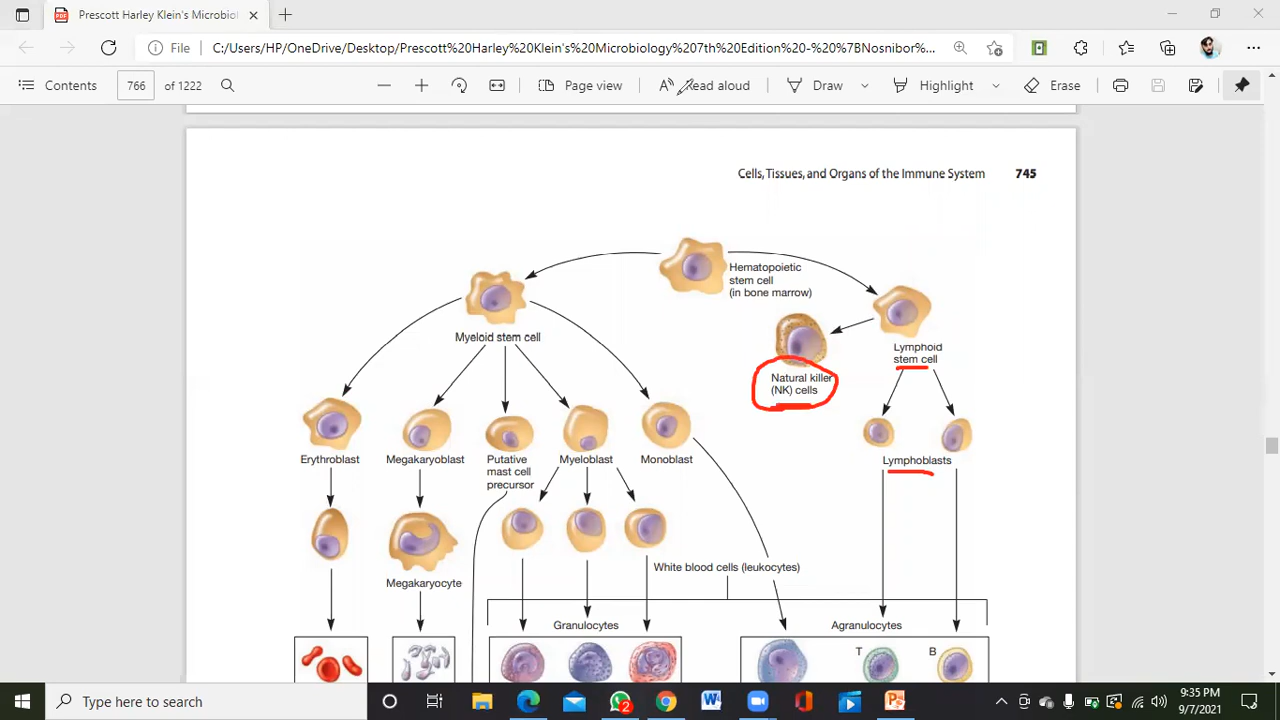 Prescott Harley Klein's Microbiol
File
C:/Users/HP/OneDrive/Desktop/Prescott%20Harley%20Klein's%20Microbiology%207th%20Edition%20-%20%7BNosnibor%...
Contents
766
of 1222
Page view
Read aloud
Draw
Highlight
Erase
Cells, Tissues, and Organs of the Immune System 745
Hematopoietic
stem cell
(in bone marrow)
Myeloid stem cell
Lymphoid
stem cell
Natural killer
(NK) cells
Erythroblast
Megakaryoblast
Putative
mast cell
precursor
Myeloblast
Monoblast
Lymphoblasts
Megakaryocyte
White blood cells (leukocytes)
Granulocytes
Agranulocytes
T
B
Type here to search
2
9:35 PM
9/7/2021